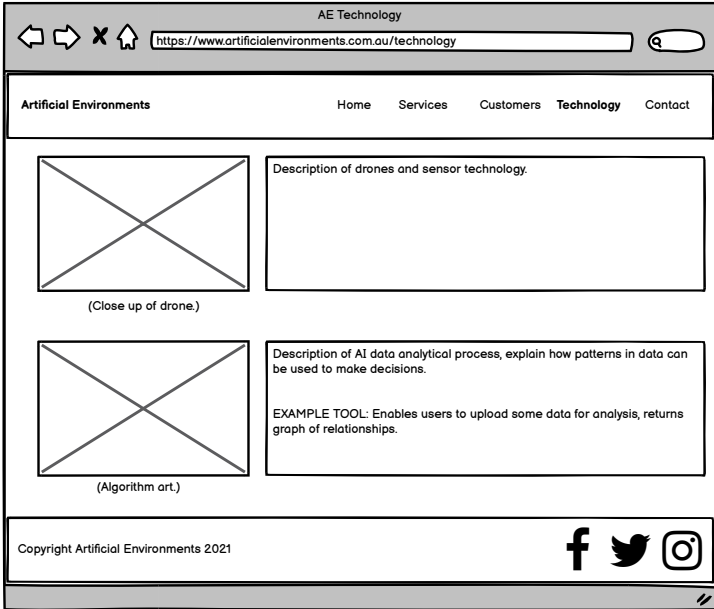 AE Technology
https://www.artificialenvironments.com.au/technology
Artificial Environments
Home
Services
Customers
Technology
Contact
Description of drones and sensor technology.
(Close up of drone.)
Description of AI data analytical process, explain how patterns in data can
be used to make decisions.
EXAMPLE TOOL: Enables users to upload some data for analysis, returns
graph of relationships.
(Algorithm art.)
Copyright Artificial Environments 2021